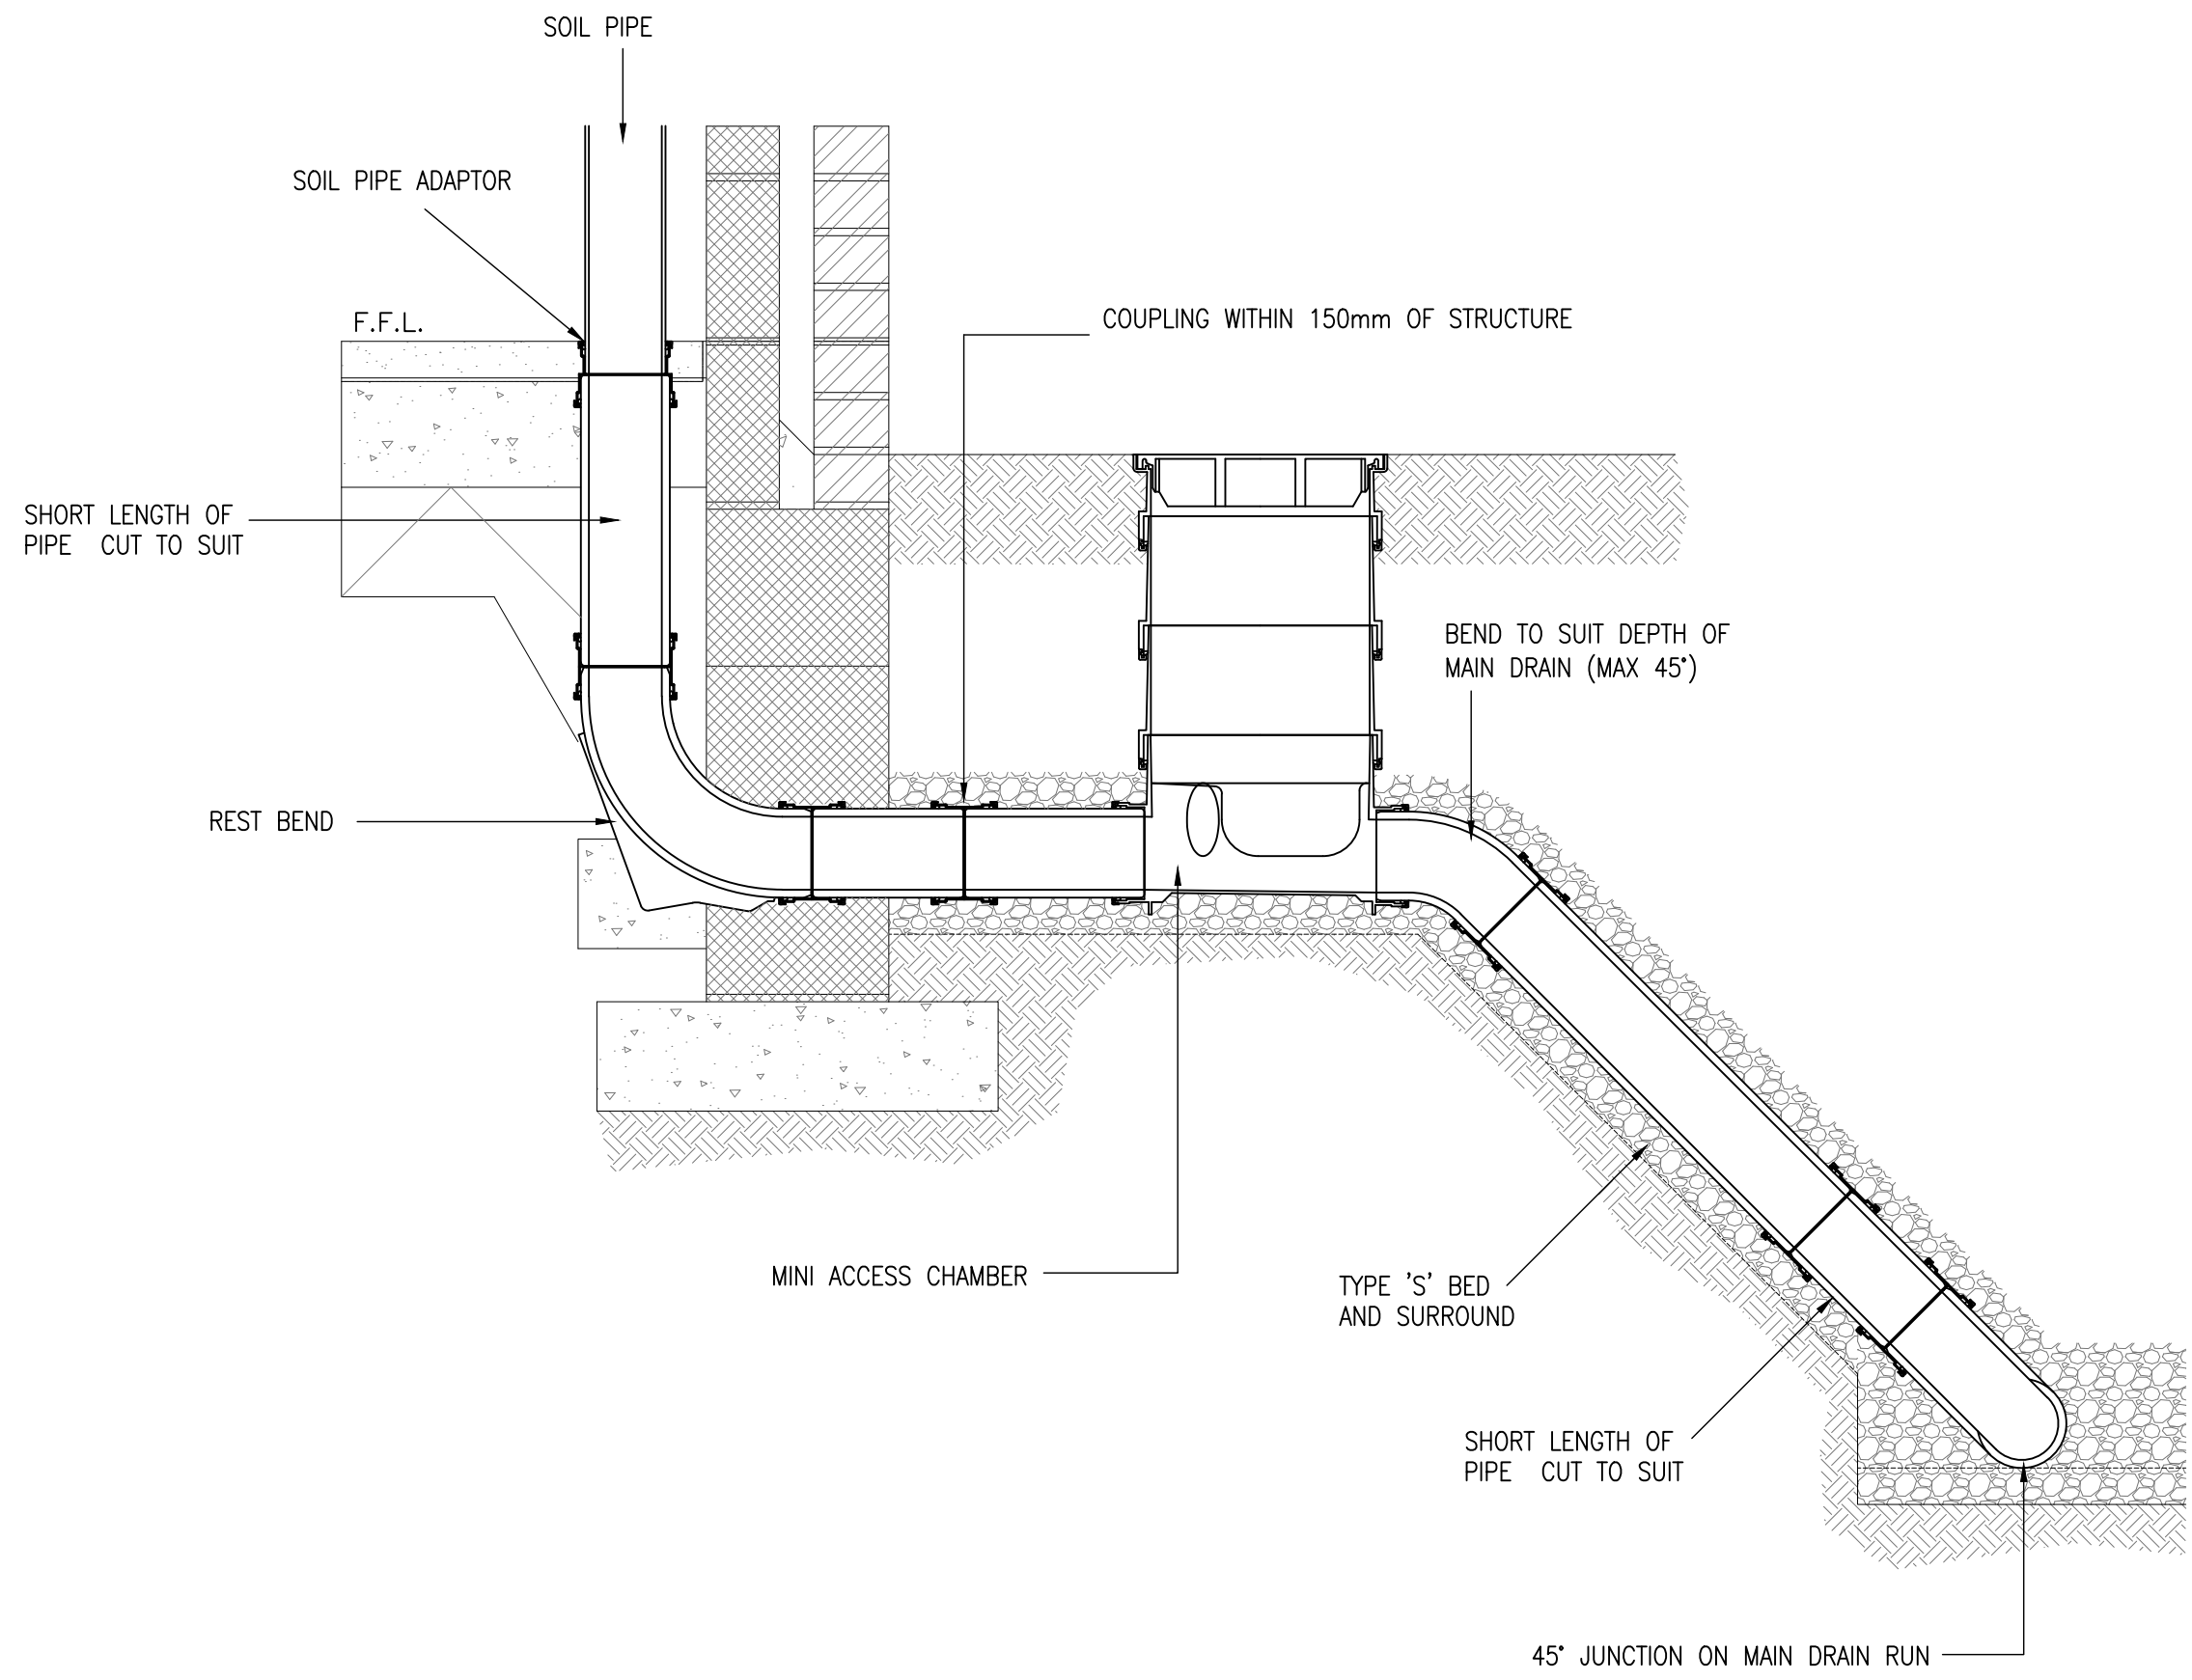 SOIL PIPE
SOIL PIPE ADAPTOR
F.F.L.
COUPLING WITHIN 150mm OF STRUCTURE
SHORT LENGTH OF
PIPE CUT TO SUIT
BEND TO SUIT DEPTH OF
MAIN DRAIN (MAX 45°)
REST BEND
MINI ACCESS CHAMBER
TYPE 'S' BED
AND SURROUND
SHORT LENGTH OF
PIPE CUT TO SUIT
45° JUNCTION ON MAIN DRAIN RUN